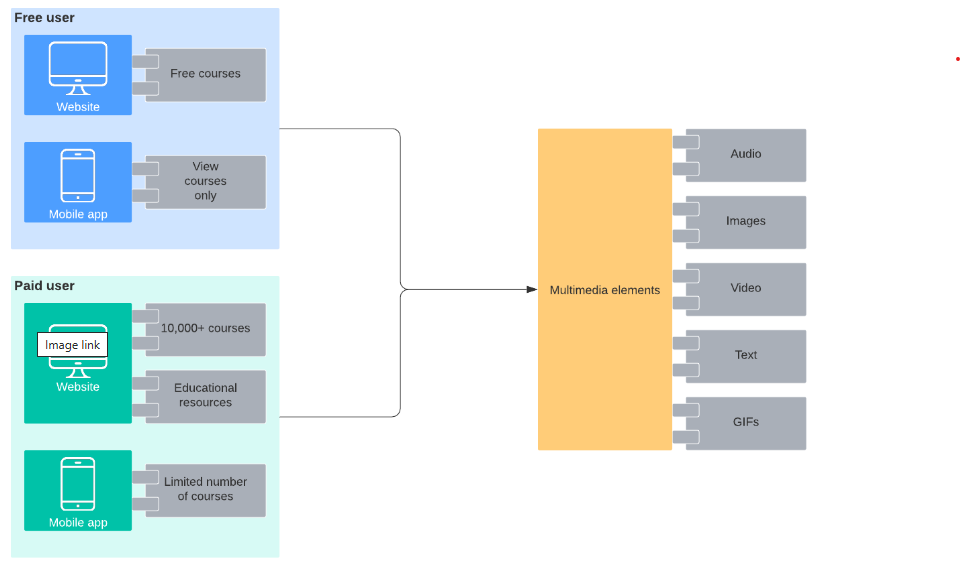 Free user
Website
Free courses
Mobile app
View
courses
only
Paid user
Image link
Website
10,000+ courses
Educational
resources
Mobile app
Limited number
of courses
Multimedia elements
Audio
Images
Video
Text
GIFs